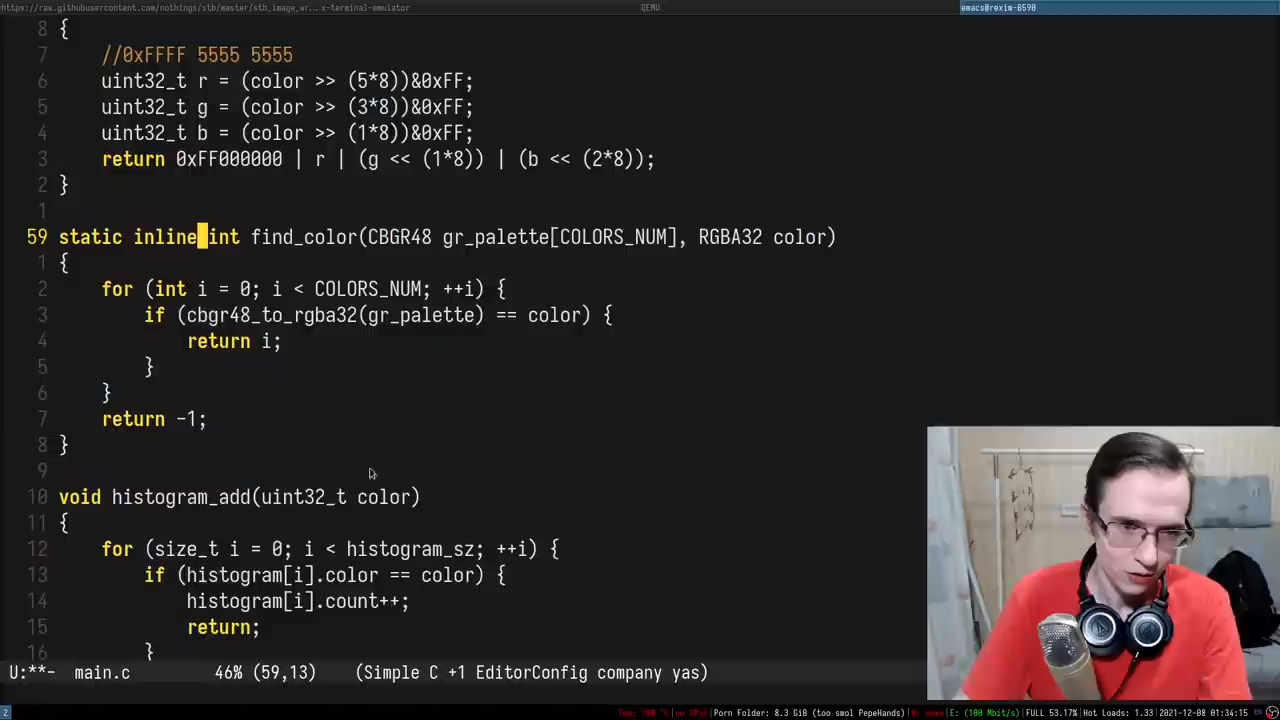 https://raw.githubusercontent.com/nothings/stb/master/stb_image_wr... x-terminal-emulator
QEMU
emacs@rexim-B590
8 {
7 //0xFFFF 5555 5555
6 uint32_t r = (color >> (5*8))&0xFF;
5 uint32_t g = (color >> (3*8))&0xFF;
4 uint32_t b = (color >> (1*8))&0xFF;
3 return 0xFF000000 | r | (g << (1*8)) | (b << (2*8));
2 }
1
59 static inline int find_color(CBGR48 gr_palette[COLORS_NUM], RGBA32 color)
1 {
2 for (int i = 0; i < COLORS_NUM; ++i) {
3 if (cbgr48_to_rgba32(gr_palette) == color) {
4 return i;
5 }
6 }
7 return -1;
8 }
9
10 void histogram_add(uint32_t color)
11 {
12 for (size_t i = 0; i < histogram_sz; ++i) {
13 if (histogram[i].color == color) {
14 histogram[i].count++;
15 return;
16 }
U:**- main.c 46% (59,13) (Simple C +1 EditorConfig company yas)
2
Porn Folder: 8.3 GiB (too smol PepeHands)
E: (100 Mbit/s)
FULL 53.17%
Hot Loads: 1.33
2021-12-08 01:34:15